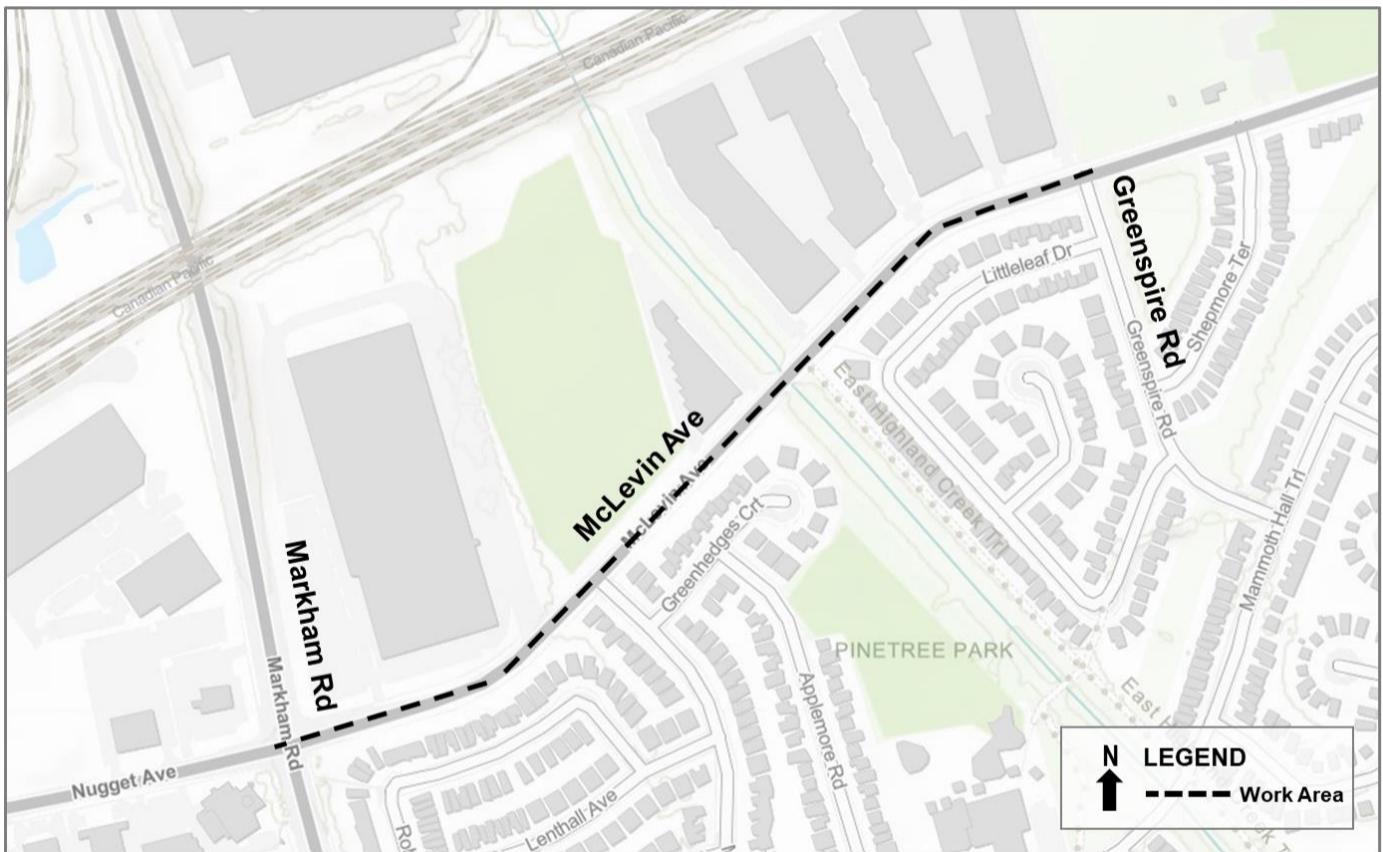 Canadian Pacific
Canadian Pacific
Greenspire Rd
Littleleaf Dr
Shepmore Ter
Greenspire Rd
East Highland Creek Trl
McLevin Ave
McLevin Ave
Greenhedges Crt
Mammoth Hall Trl
Markham Rd
Markham Rd
PINETREE PARK
Applemore Rd
East H
Nugget Ave
Lenthall Ave
N LEGEND
Work Area